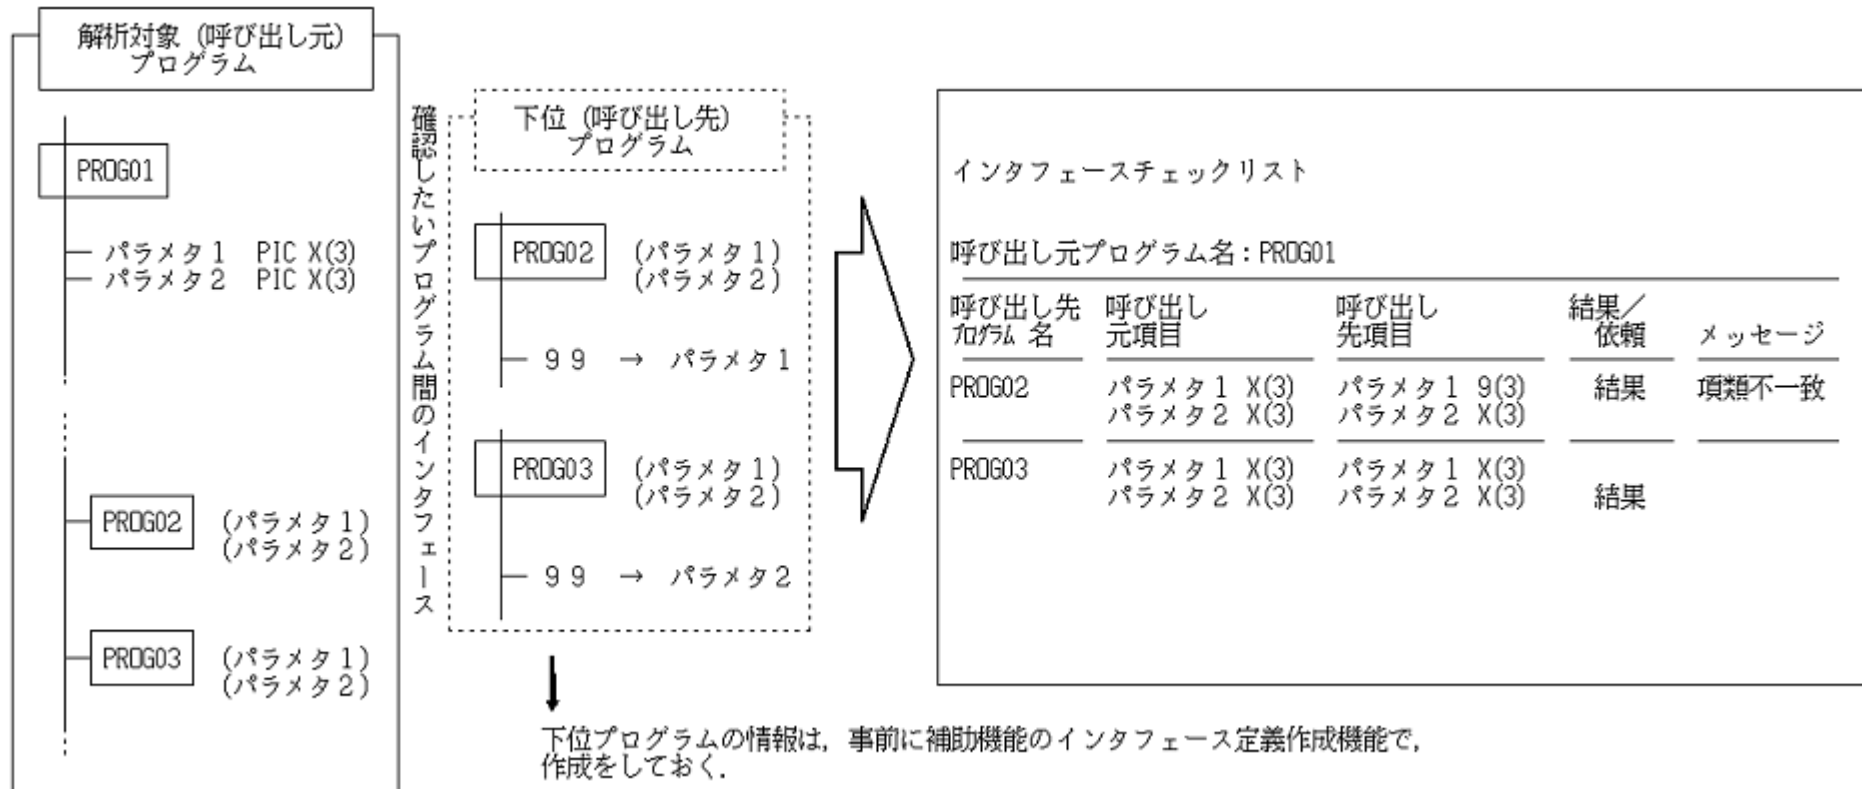 解析対象（呼び出し元）
プログラム
PROG01
パラメタ１　PIC X(3)
パラメタ２　PIC X(3)
PROG02　（パラメタ１）
（パラメタ２）
PROG03　（パラメタ１）
（パラメタ２）
確認したいプログラム間のインタフェース
下位（呼び出し先）
プログラム
PROG02　（パラメタ１）
（パラメタ２）
９９　→　パラメタ１
PROG03　（パラメタ１）
（パラメタ２）
９９　→　パラメタ２
下位プログラムの情報は，事前に補助機能のインタフェース定義作成機能で，
作成をしておく．
インタフェースチェックリスト
呼び出し元プログラム名：PROG01
呼び出し先　呼び出し　呼び出し　結果／
ﾌﾟﾛｸﾞﾗﾑ 名　元項目　先項目　依頼　メッセージ
PROG02　パラメタ１ X(3)　パラメタ１ 9(3)　結果　項類不一致
パラメタ２ X(3)　パラメタ２ X(3)
PROG03　パラメタ１ X(3)　パラメタ１ X(3)
パラメタ２ X(3)　パラメタ２ X(3)　結果